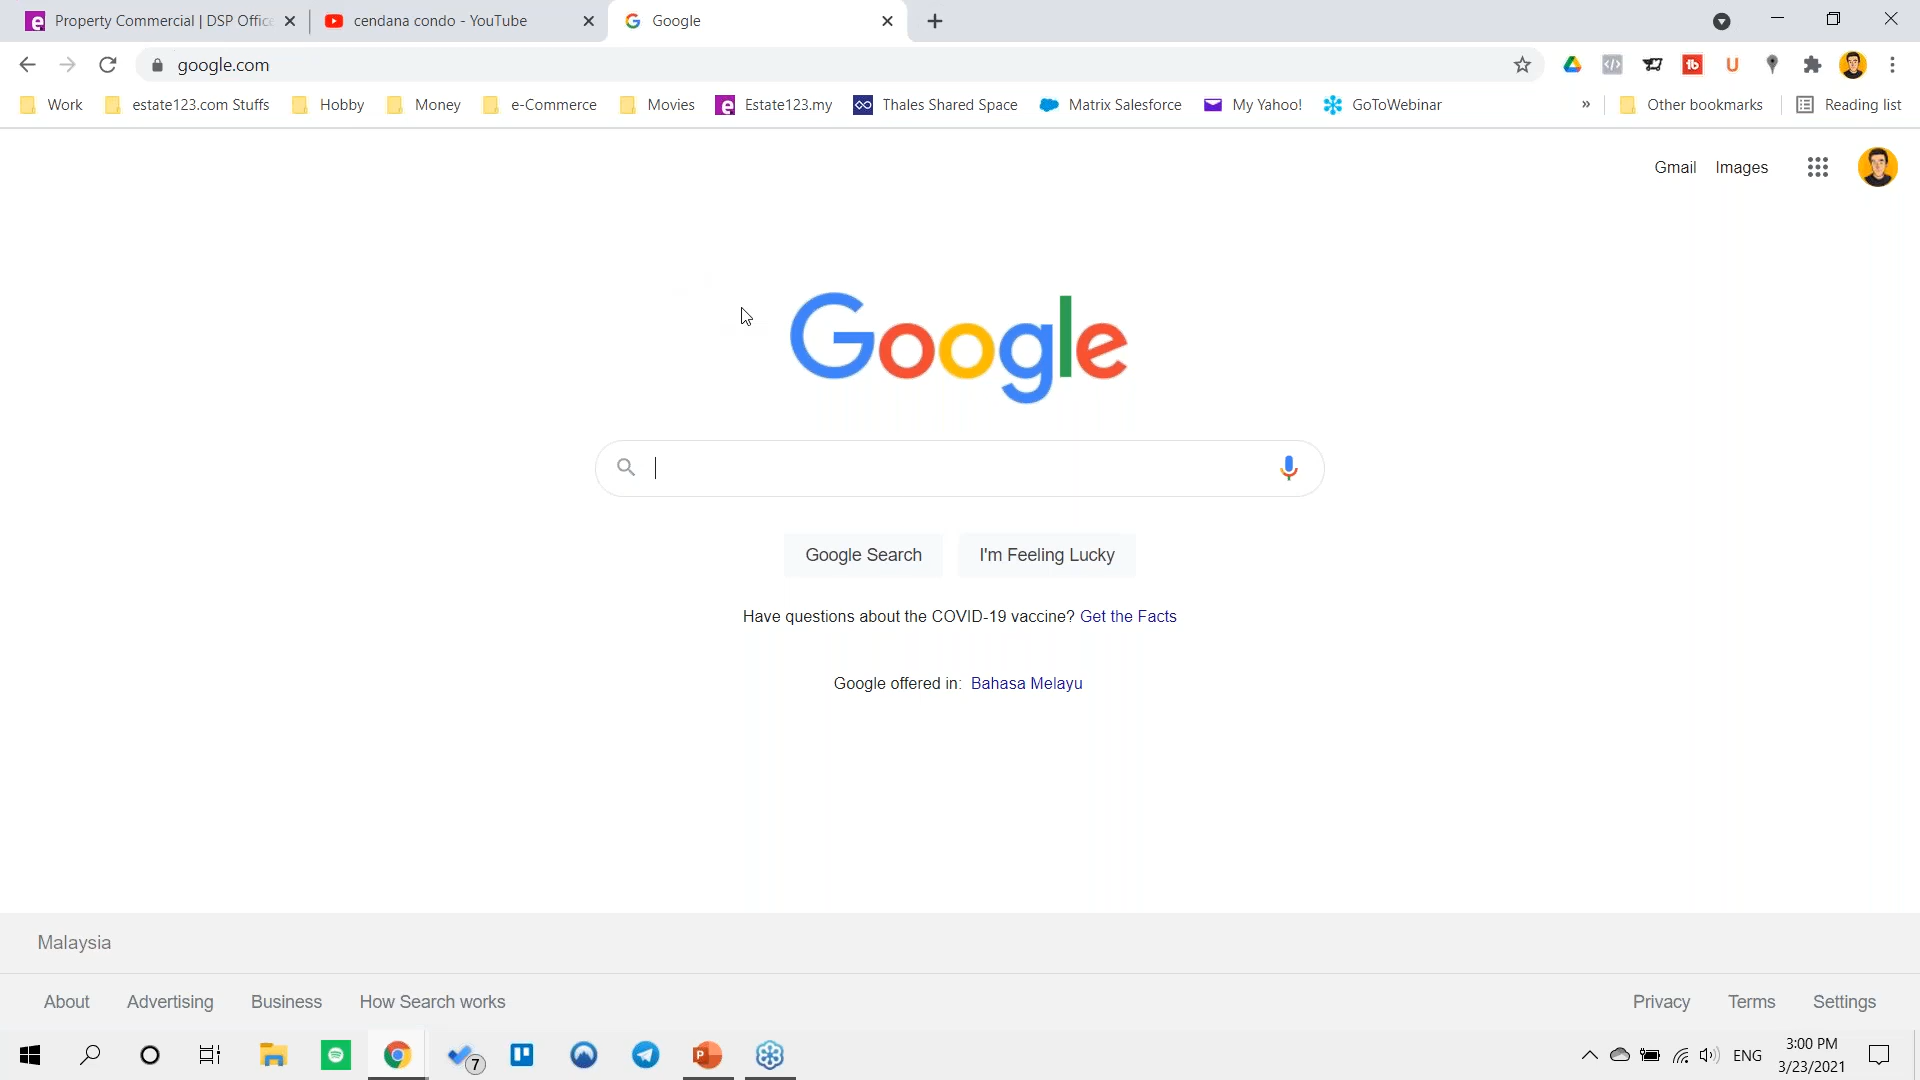 Property Commercial | DSP Offic
cendana condo - YouTube
Google
google.com
Work
estate123.com Stuffs
Hobby
Money
e-Commerce
Movies
Estate123.my
Thales Shared Space
Matrix Salesforce
My Yahoo!
GoToWebinar
»
Other bookmarks
Reading list
Gmail
Images
Google
Google Search
I'm Feeling Lucky
Have questions about the COVID-19 vaccine? Get the Facts
Google offered in: Bahasa Melayu
Malaysia
About
Advertising
Business
How Search works
Privacy
Terms
Settings
7
ENG
3:00 PM
3/23/2021